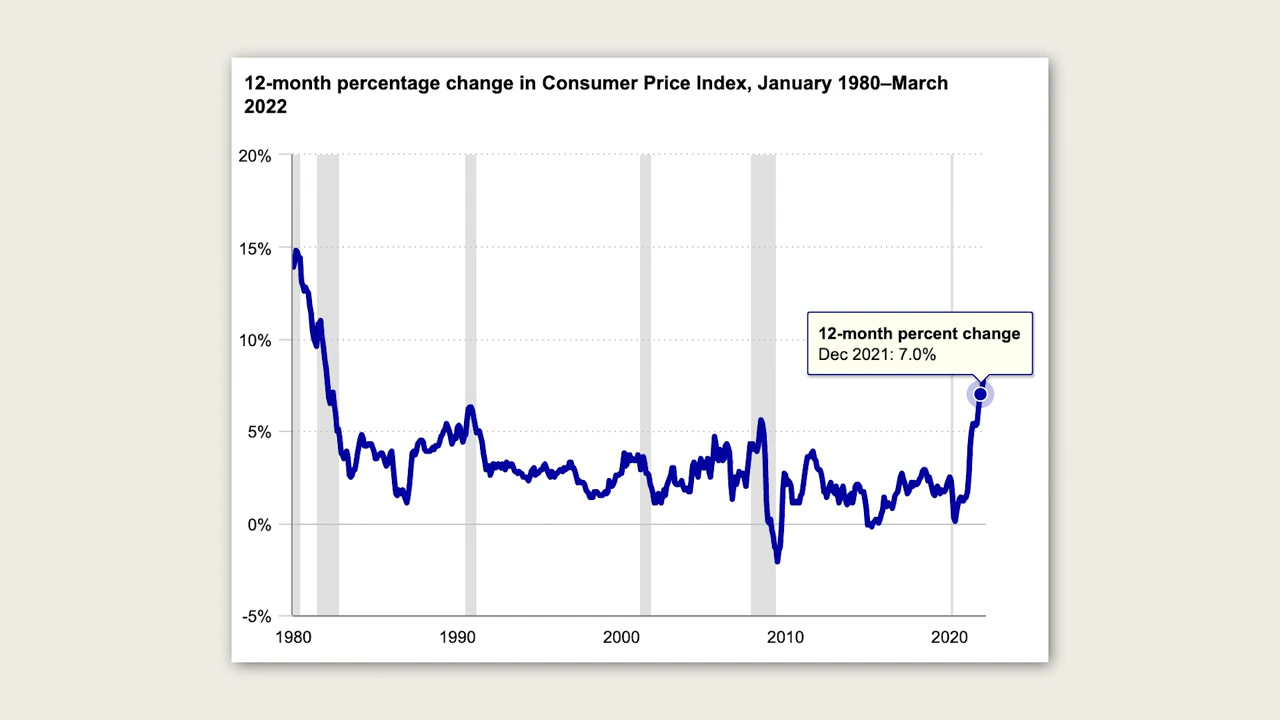 12-month percentage change in Consumer Price Index, January 1980–March
2022
20%
15%
10%
5%
0%
-5%
12-month percent change
Dec 2021: 7.0%
1980 1990 2000 2010 2020